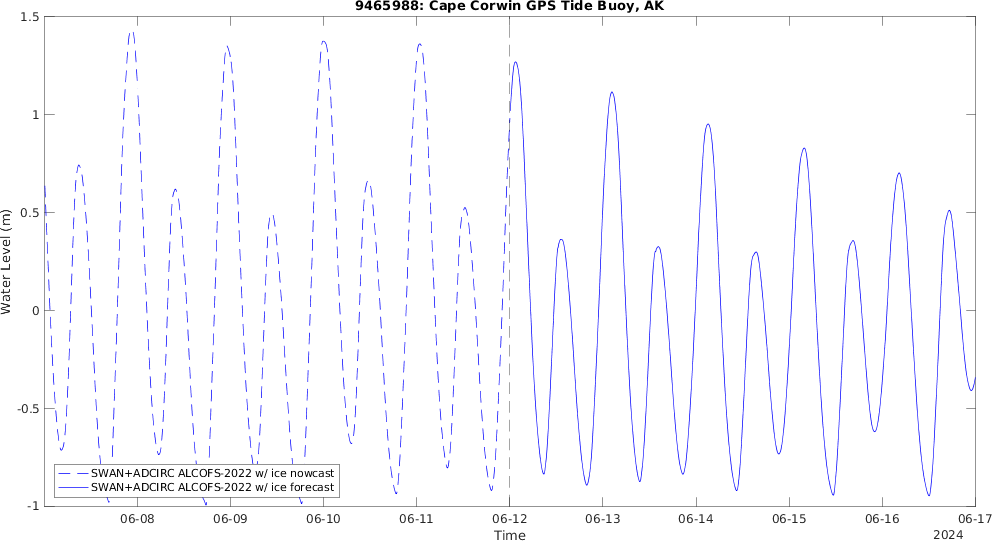 9465988: Cape Corwin GPS Tide Buoy, AK
1.5
1
0.5
0
-0.5
-1
Water Level (m)
SWAN+ADCIRC ALCOFS-2022 w/ ice nowcast
SWAN+ADCIRC ALCOFS-2022 w/ ice forecast
06-08 06-09 06-10 06-11 06-12 06-13 06-14 06-15 06-16 06-17
Time
2024